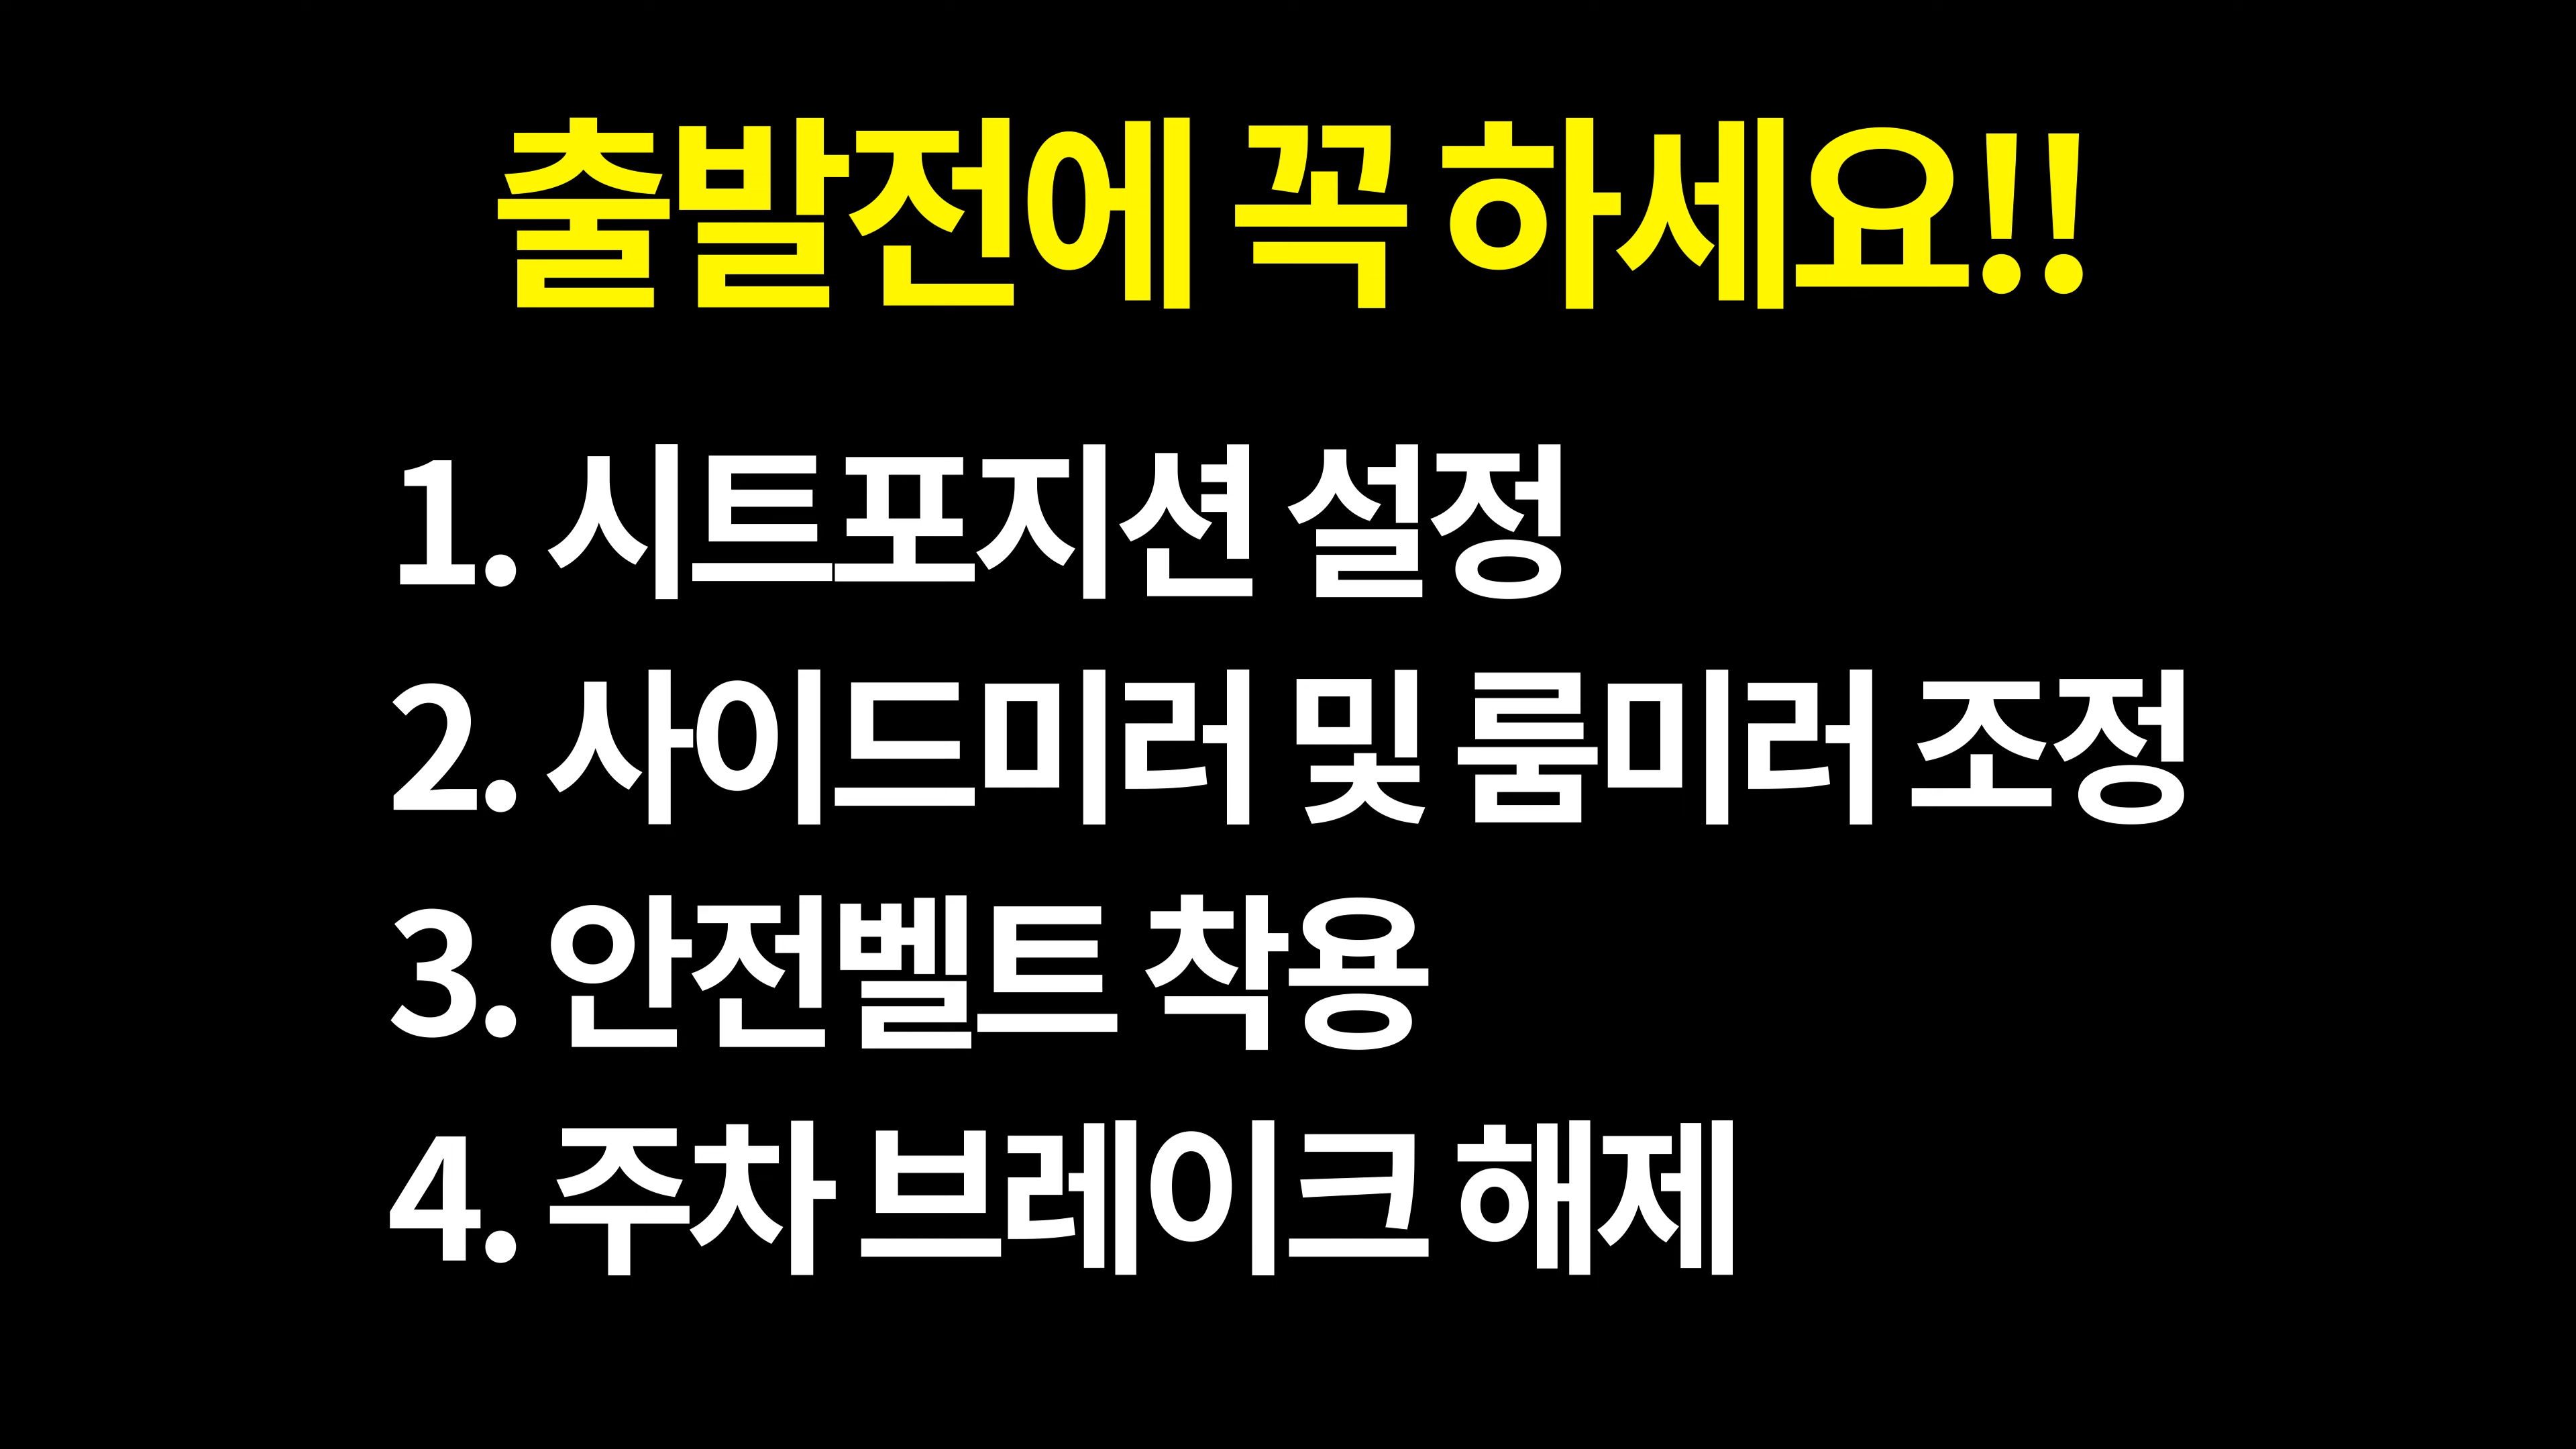 출발전에 꼭 하세요!!
1. 시트포지션 설정
2. 사이드미러 및 룸미러 조정
3. 안전벨트 착용
4. 주차 브레이크 해제